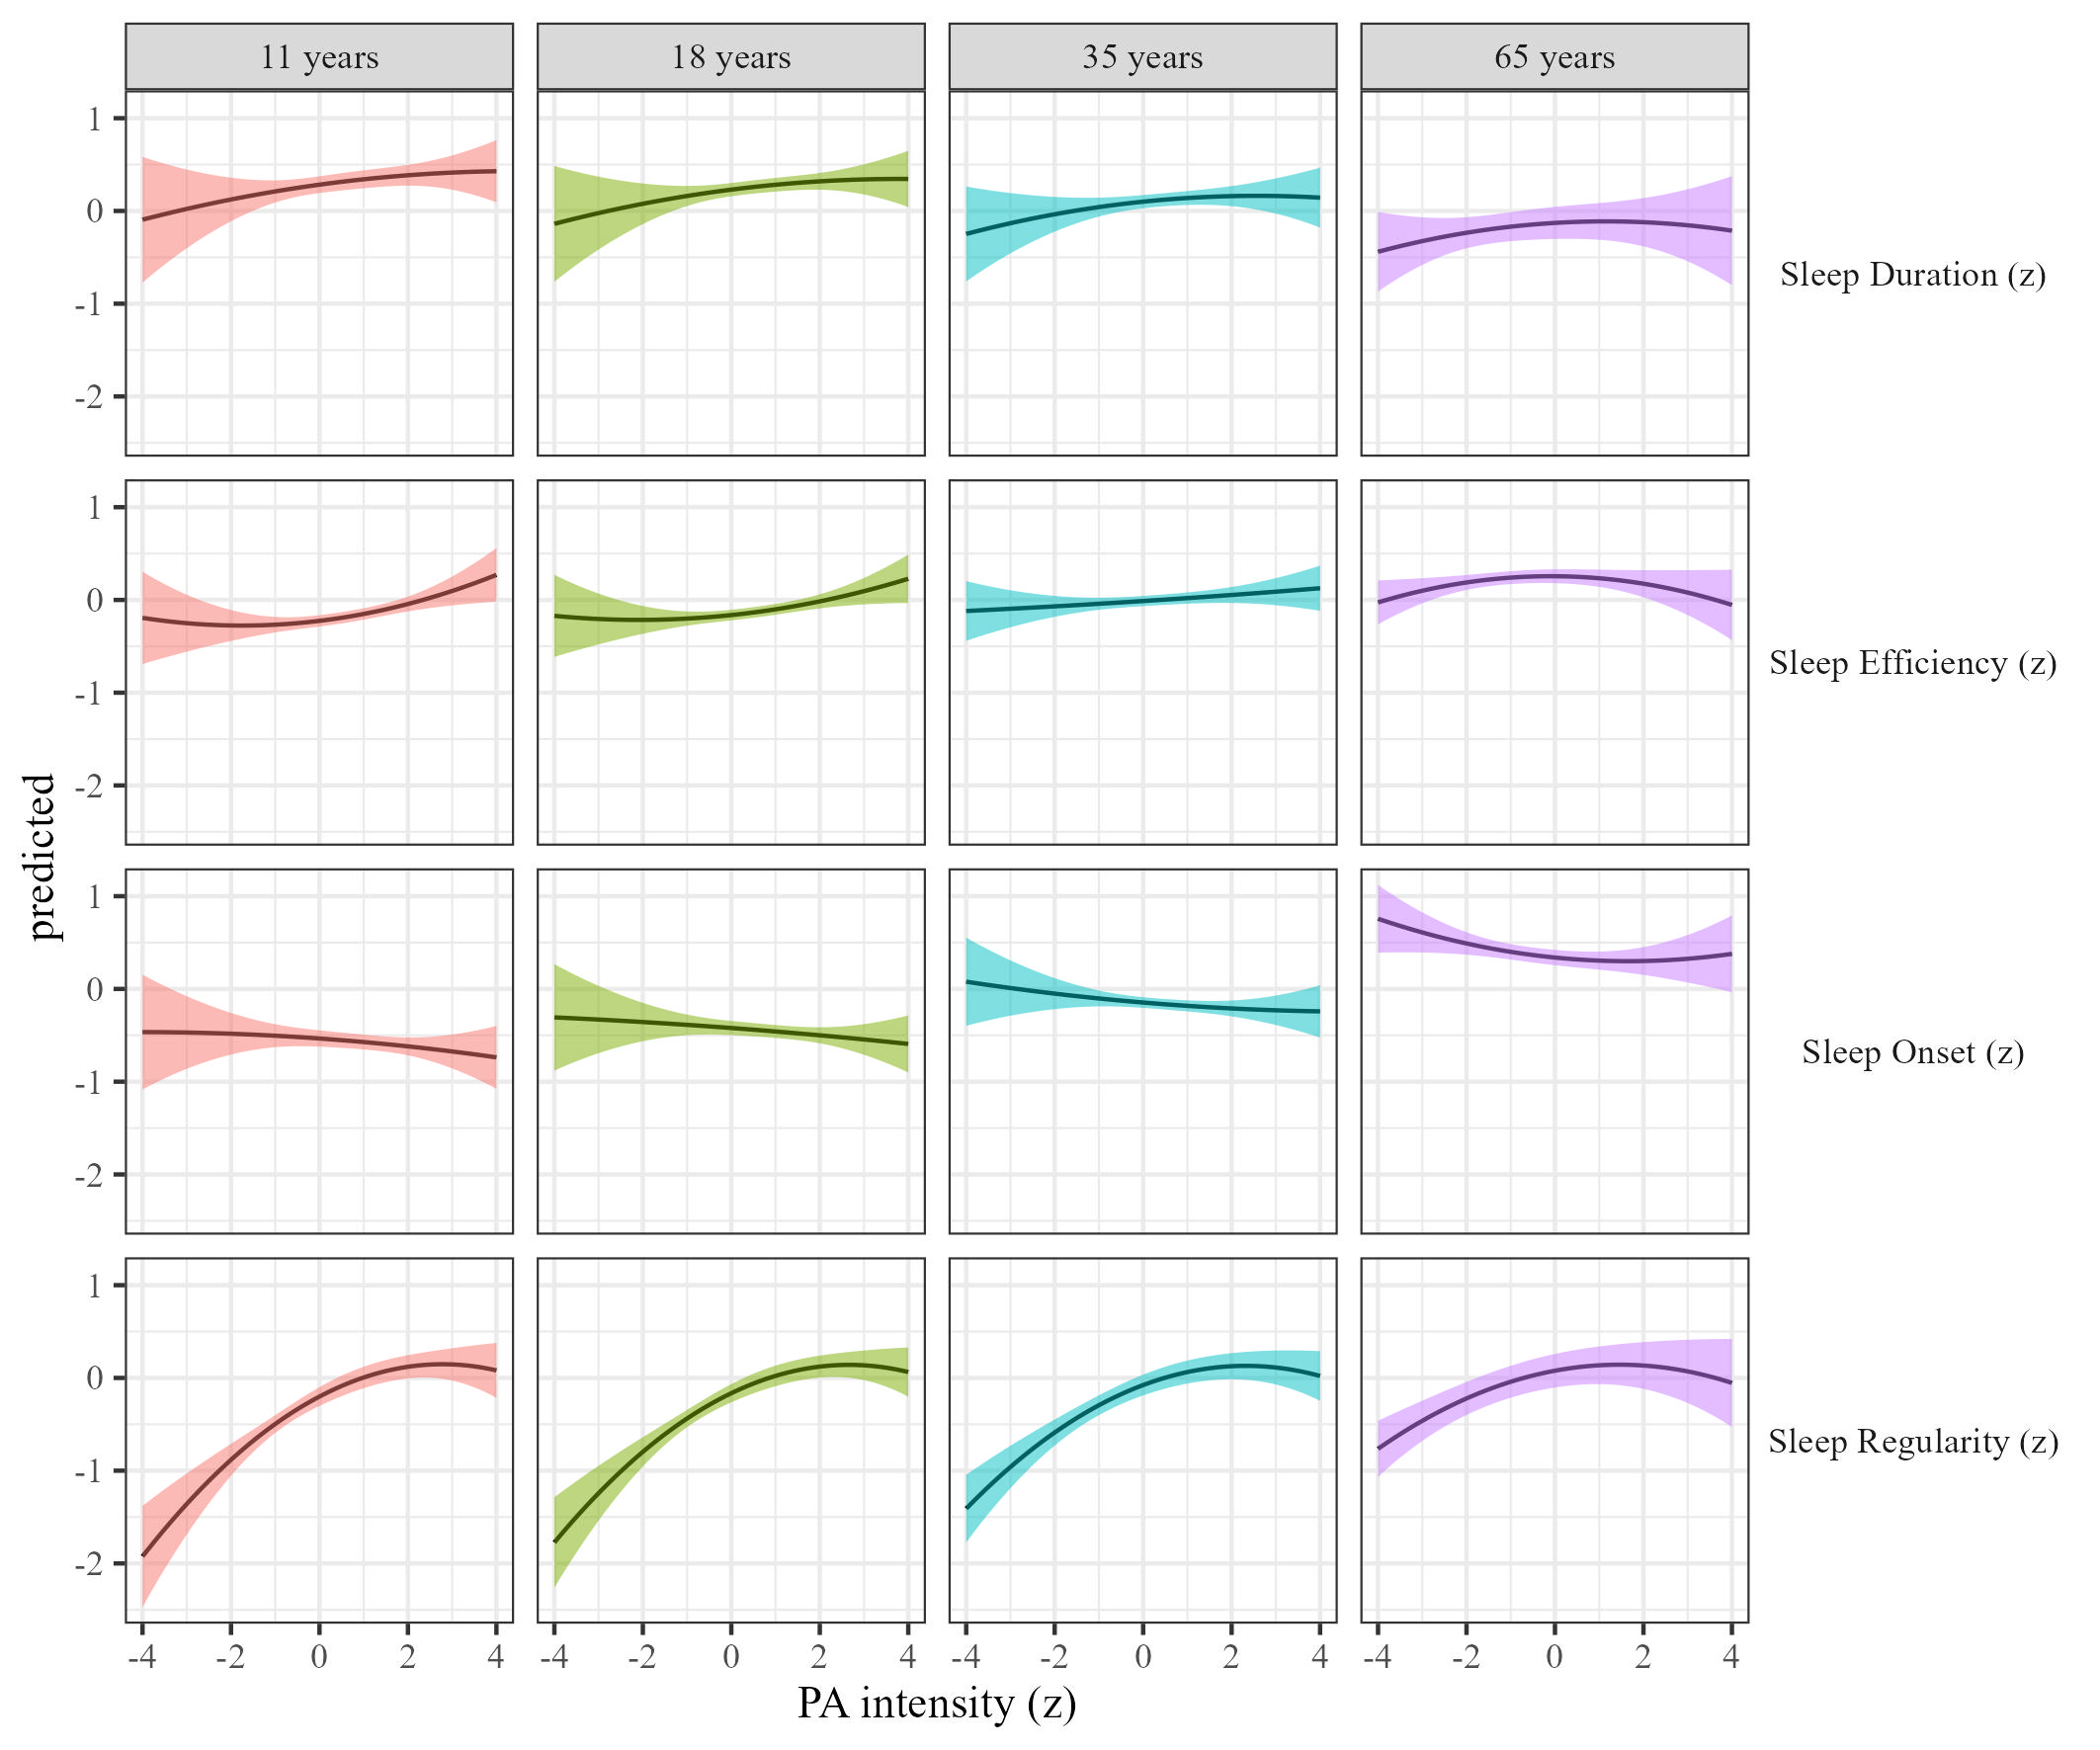 11 years 18 years 35 years 65 years
1
0
-1
-2
Sleep Duration (z)
1
0
-1
-2
Sleep Efficiency (z)
predicted
1
0
-1
-2
Sleep Onset (z)
1
0
-1
-2
Sleep Regularity (z)
-4 -2 0 2 4 -4 -2 0 2 4 -4 -2 0 2 4 -4 -2 0 2 4
PA intensity (z)